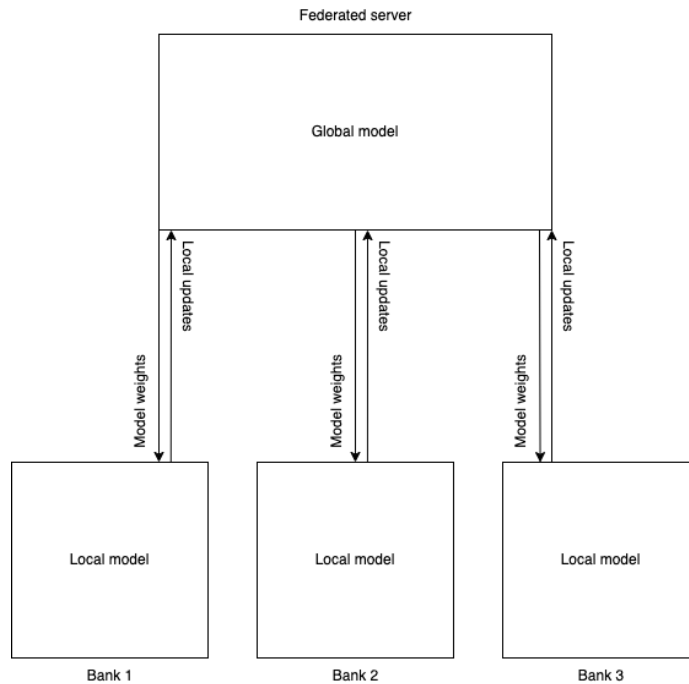 Federated server
Global model
Local updates
Local updates
Local updates
Model weights
Model weights
Model weights
Local model
Local model
Local model
Bank 1
Bank 2
Bank 3